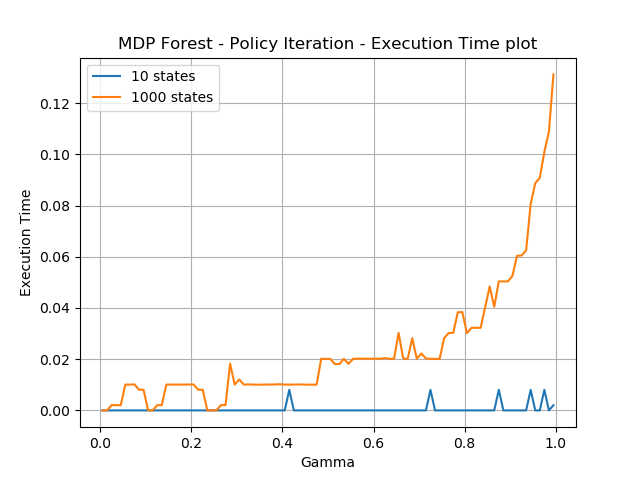 MDP Forest - Policy Iteration - Execution Time plot
10 states
1000 states
Execution Time
0.12
0.10
0.08
0.06
0.04
0.02
0.00
0.0 0.2 0.4 0.6 0.8 1.0
Gamma